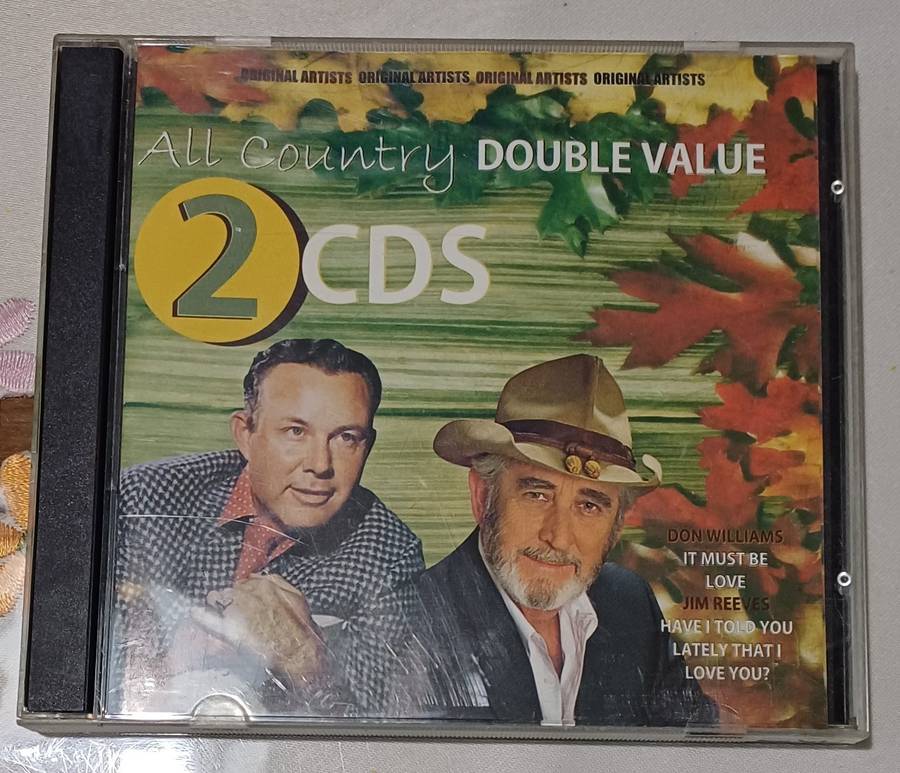 ORIGINAL ARTISTS ORIGINAL ARTISTS ORIGINAL ARTISTS ORIGINAL ARTISTS
All Country DOUBLE VALUE
2 CDS
DON WILLIAMS
IT MUST BE
LOVE
JIM REEVES
HAVE I TOLD YOU
LATELY THAT I
LOVE YOU?